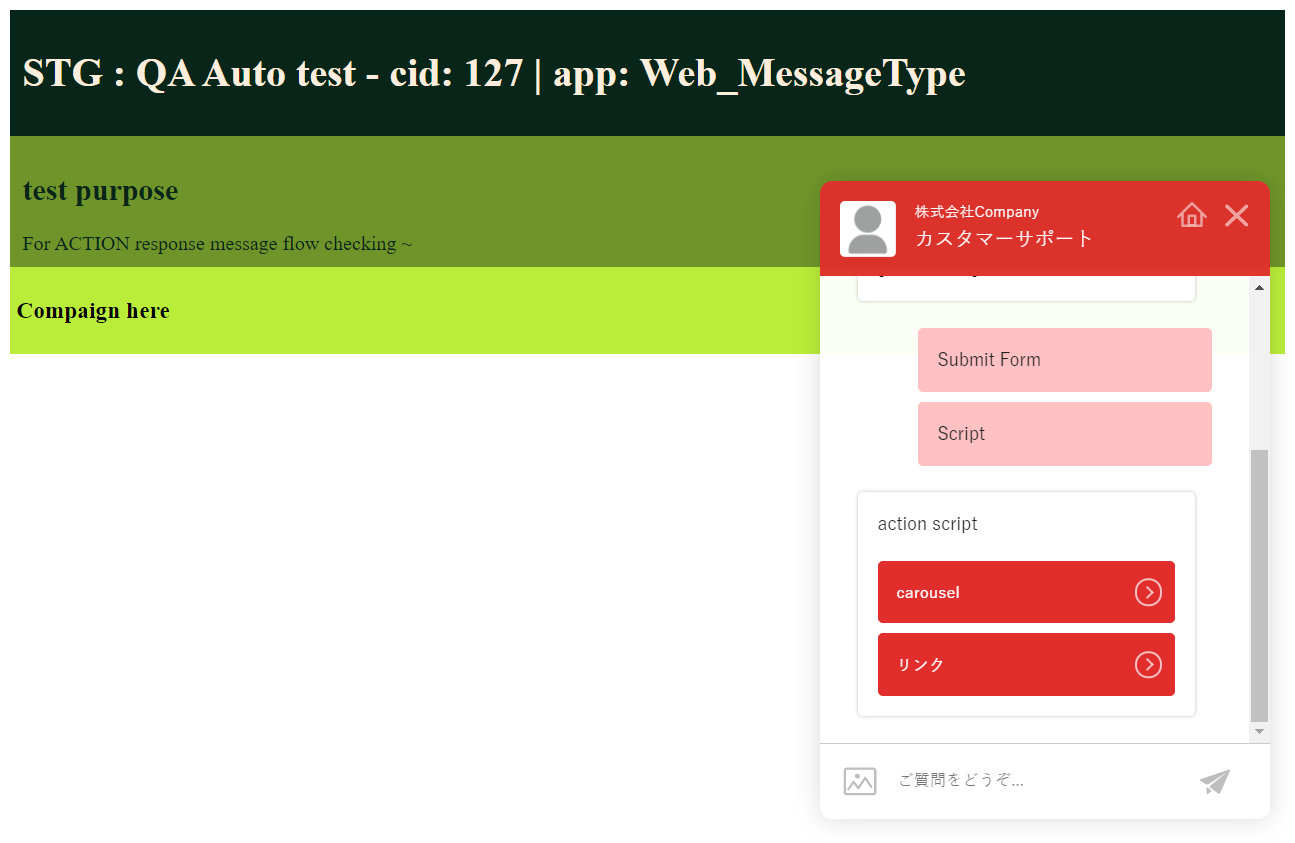 STG : QA Auto test - cid: 127 | app: Web_MessageType
test purpose
For ACTION response message flow checking ~
Compaign here
株式会社Company
カスタマーサポート
Submit Form
Script
action script
carousel
リンク
ご質問をどうぞ...